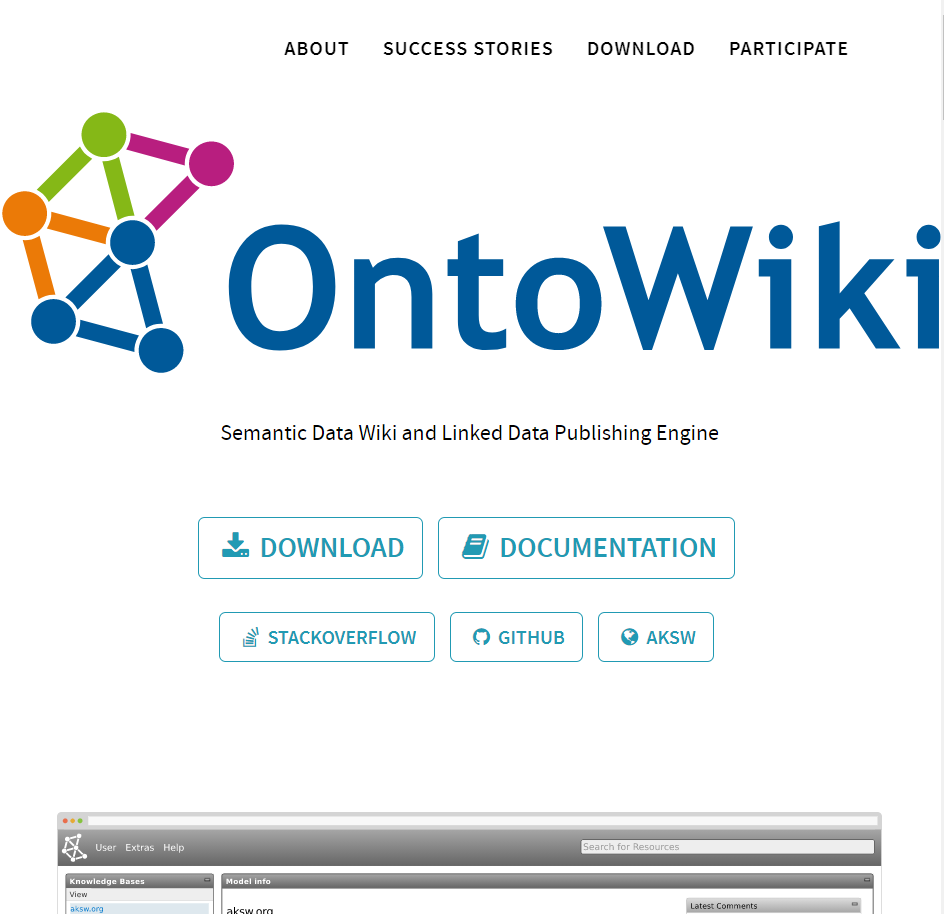 ABOUT SUCCESS STORIES DOWNLOAD PARTICIPATE
OntoWiki
Semantic Data Wiki and Linked Data Publishing Engine
DOWNLOAD DOCUMENTATION
STACKOVERFLOW GITHUB AKSW
User Extras Help Search for Resources
Knowledge Bases Model info
View
aksw.org aksw.org Latest Comments